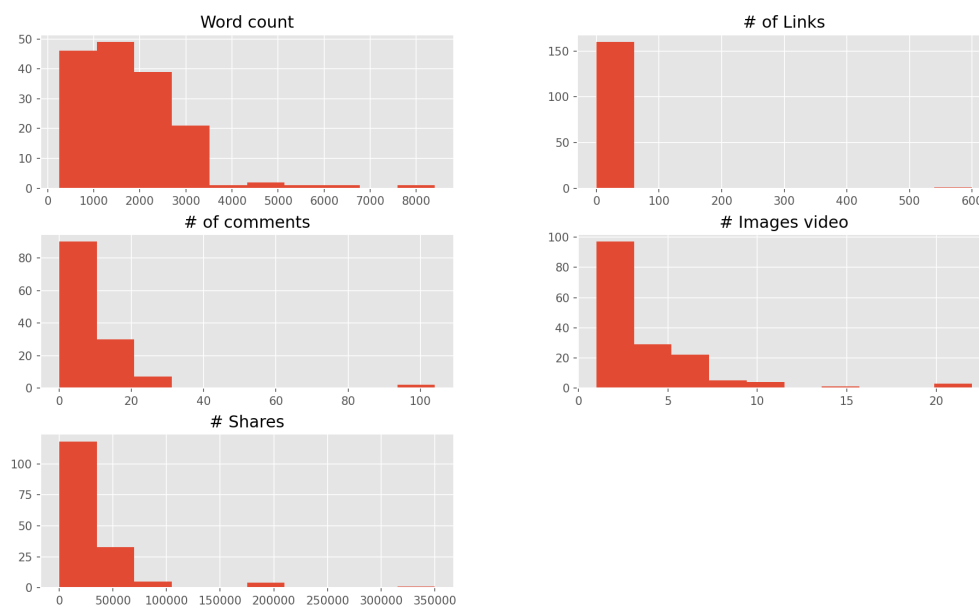 Word count
50
40
30
20
10
0
0 1000 2000 3000 4000 5000 6000 7000 8000
# of Links
150
100
50
0
0 100 200 300 400 500 600
# of comments
80
60
40
20
0
0 20 40 60 80 100
# Images video
100
80
60
40
20
0
0 5 10 15 20
# Shares
100
75
50
25
0
0 50000 100000 150000 200000 250000 300000 350000